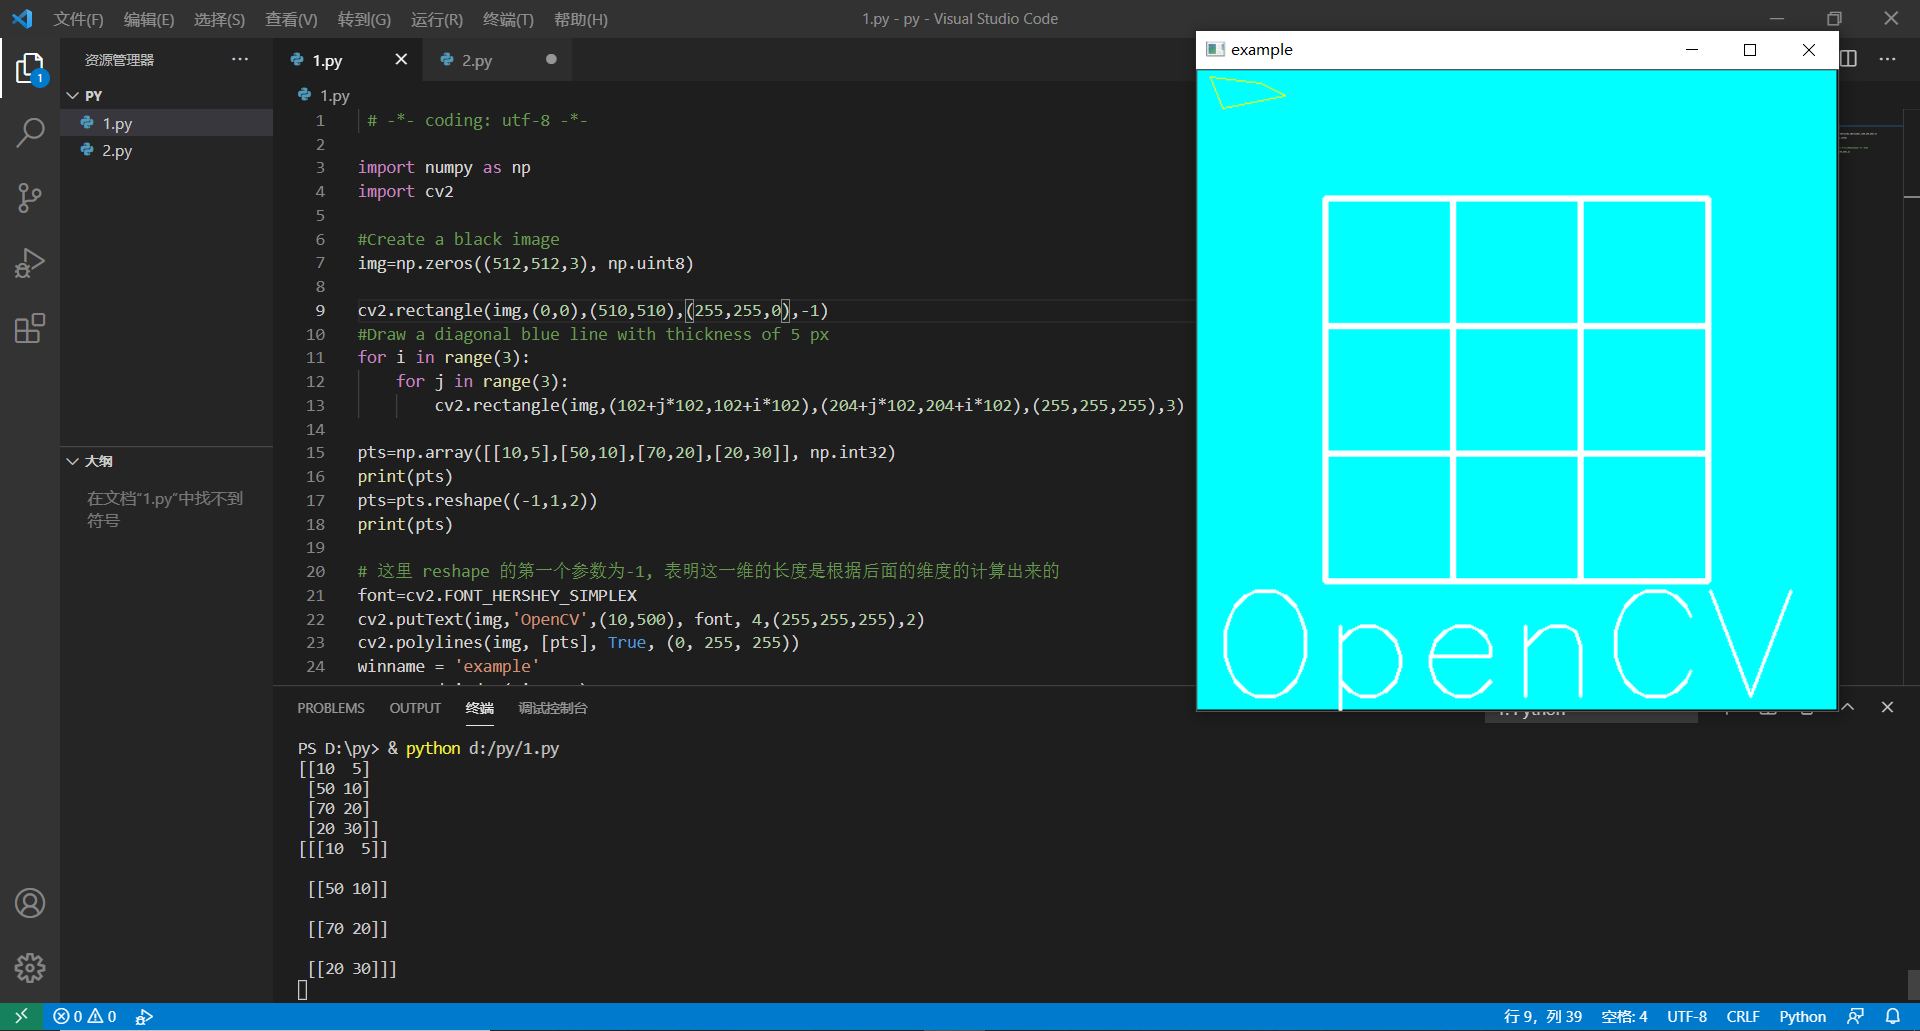 文件(F) 编辑(E) 选择(S) 查看(V) 转到(G) 运行(R) 终端(T) 帮助(H) 1.py - py - Visual Studio Code
资源管理器
1
PY
1.py
2.py
大纲
在文档"1.py"中找不到
符号
1.py 2.py
1.py
1 # -*- coding: utf-8 -*-
2
3 import numpy as np
4 import cv2
5
6 #Create a black image
7 img=np.zeros((512,512,3), np.uint8)
8
9 cv2.rectangle(img,(0,0),(510,510),(255,255,0),-1)
10 #Draw a diagonal blue line with thickness of 5 px
11 for i in range(3):
12 for j in range(3):
13 cv2.rectangle(img,(102+j*102,102+i*102),(204+j*102,204+i*102),(255,255,255),3)
14
15 pts=np.array([[10,5],[50,10],[70,20],[20,30]], np.int32)
16 print(pts)
17 pts=pts.reshape((-1,1,2))
18 print(pts)
19
20 # 这里 reshape 的第一个参数为-1, 表明这一维的长度是根据后面的维度的计算出来的
21 font=cv2.FONT_HERSHEY_SIMPLEX
22 cv2.putText(img,'OpenCV',(10,500), font, 4,(255,255,255),2)
23 cv2.polylines(img, [pts], True, (0, 255, 255))
24 winname = 'example'
example
OpenCV
PROBLEMS OUTPUT 终端 调试控制台
PS D:\py> & python d:/py/1.py
[[10  5]
[50 10]
[70 20]
[20 30]]
[[[10  5]]
[[50 10]]
[[70 20]]
[[20 30]]]
0 0 行 9，列 39 空格: 4 UTF-8 CRLF Python